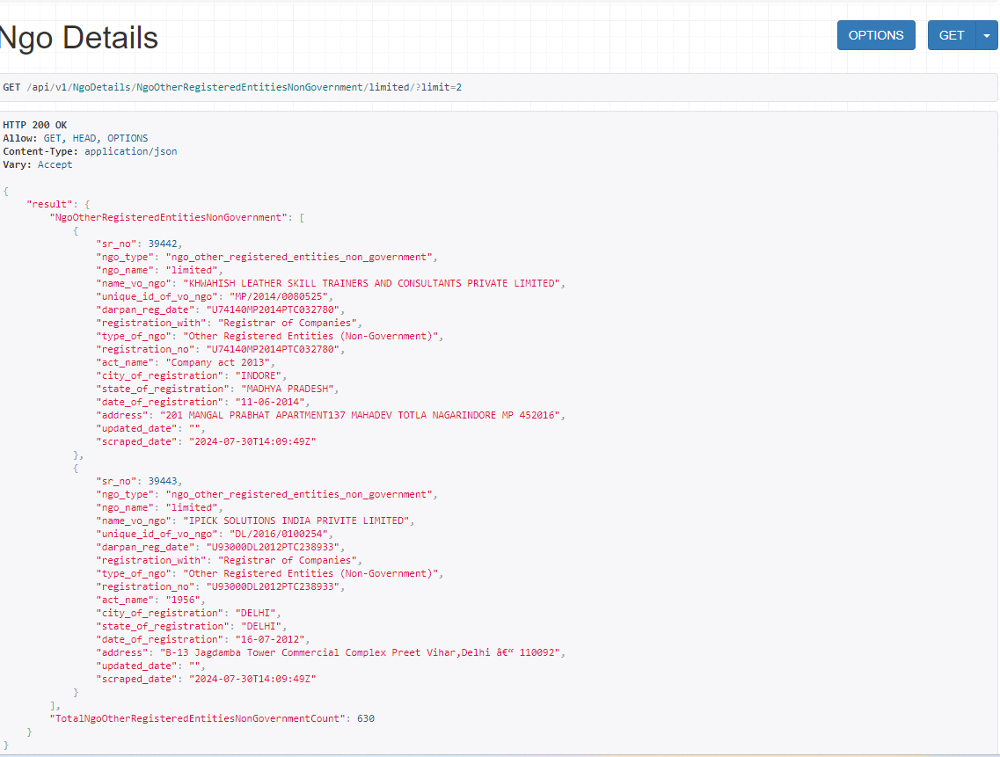 Ngo Details
OPTIONS
GET
GET /api/v1/NgoDetails/NgoOtherRegisteredEntitiesNonGovernment/limited/?limit=2
HTTP 200 OK
Allow: GET, HEAD, OPTIONS
Content-Type: application/json
Vary: Accept
{
"result": {
"NgoOtherRegisteredEntitiesNonGovernment": [
{
"sr_no": 39442,
"ngo_type": "ngo_other_registered_entities_non_government",
"ngo_name": "limited",
"name_vo_ngo": "KHWAHISH LEATHER SKILL TRAINERS AND CONSULTANTS PRIVATE LIMITED",
"unique_id_of_vo_ngo": "MP/2014/0080525",
"darpan_reg_date": "U74140MP2014PTC032780",
"registration_with": "Registrar of Companies",
"type_of_ngo": "Other Registered Entities (Non-Government)",
"registration_no": "U74140MP2014PTC032780",
"act_name": "Company act 2013",
"city_of_registration": "INDORE",
"state_of_registration": "MADHYA PRADESH",
"date_of_registration": "11-06-2014",
"address": "201 MANGAL PRABHAT APARTMENT137 MAHADEV TOTLA NAGARINDORE MP 452016",
"updated_date": "",
"scraped_date": "2024-07-30T14:09:49Z"
},
{
"sr_no": 39443,
"ngo_type": "ngo_other_registered_entities_non_government",
"ngo_name": "limited",
"name_vo_ngo": "IPICK SOLUTIONS INDIA PRIVITE LIMITED",
"unique_id_of_vo_ngo": "DL/2016/0100254",
"darpan_reg_date": "U93000DL2012PTC238933",
"registration_with": "Registrar of Companies",
"type_of_ngo": "Other Registered Entities (Non-Government)",
"registration_no": "U93000DL2012PTC238933",
"act_name": "1956",
"city_of_registration": "DELHI",
"state_of_registration": "DELHI",
"date_of_registration": "16-07-2012",
"address": "B-13 Jagdamba Tower Commercial Complex Preet Vihar,Delhi â€“ 110092",
"updated_date": "",
"scraped_date": "2024-07-30T14:09:49Z"
}
],
"TotalNgoOtherRegisteredEntitiesNonGovernmentCount": 630
}
}